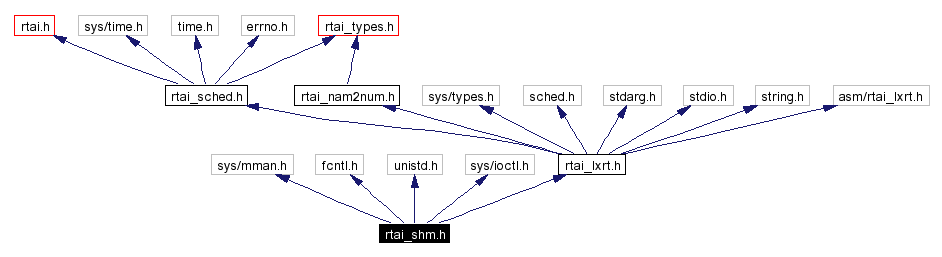 rtai.h sys/time.h time.h errno.h rtai_types.h
rtai_sched.h rtai_nam2num.h sys/types.h sched.h stdarg.h stdio.h string.h asm/rtai_lxrt.h
sys/mman.h fcntl.h unistd.h sys/ioctl.h rtai_lxrt.h
rtai_shm.h